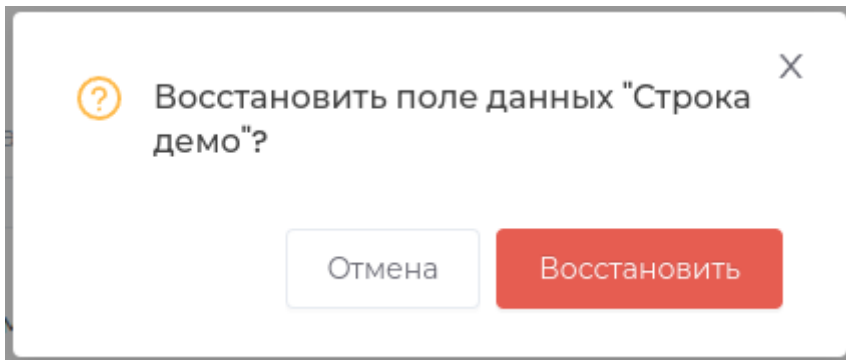 Восстановить поле данных "Строка
демо"?
Отмена
Восстановить